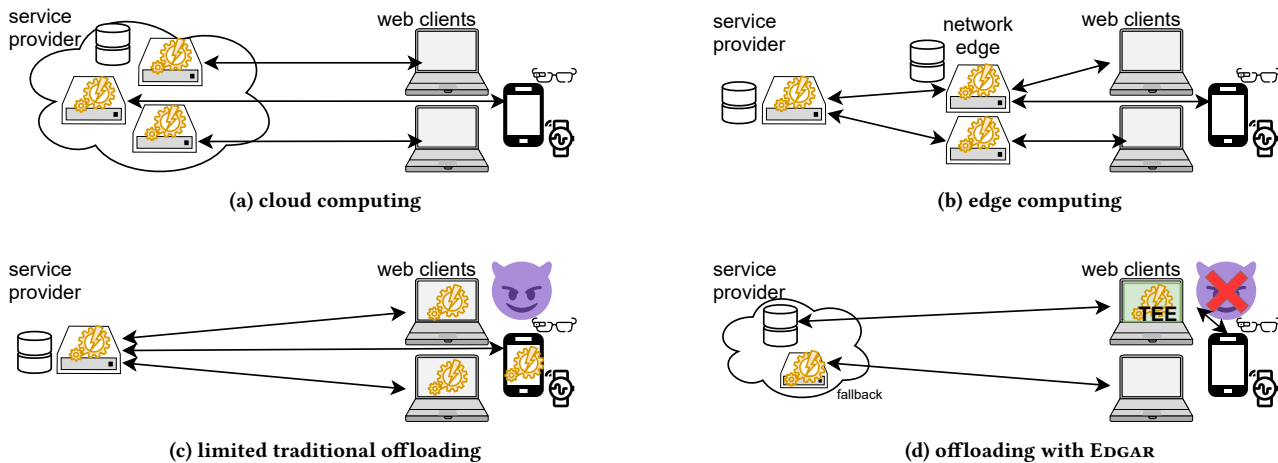 service
provider
web clients
(a) cloud computing
service
provider
network
edge
web clients
(b) edge computing
service
provider
web clients
(c) limited traditional offloading
service
provider
web clients
TEE
fallback
(d) offloading with EDGAR